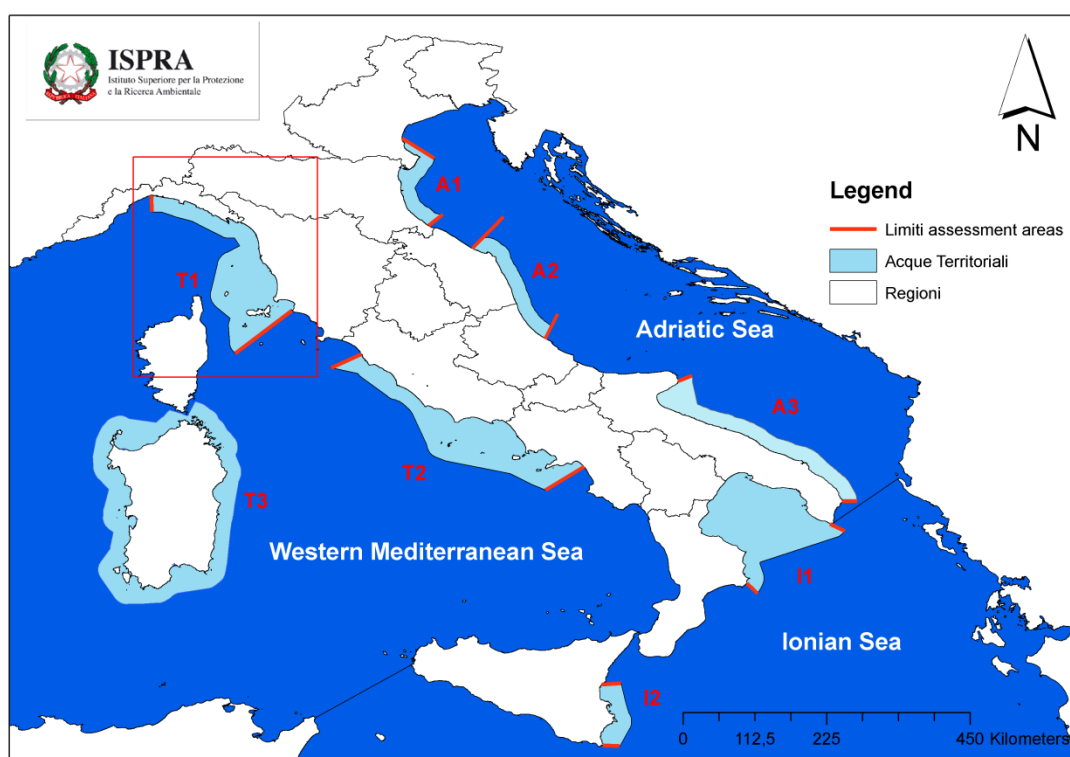 ISPRA
Istituto Superiore per la Protezione
e la Ricerca Ambientale
N
A1
Legend
Limiti assessment areas
Acque Territoriali
Regioni
A2
T1
Adriatic Sea
A3
T2
T3
Western Mediterranean Sea
I1
Ionian Sea
I2
0 112,5 225 450 Kilometers